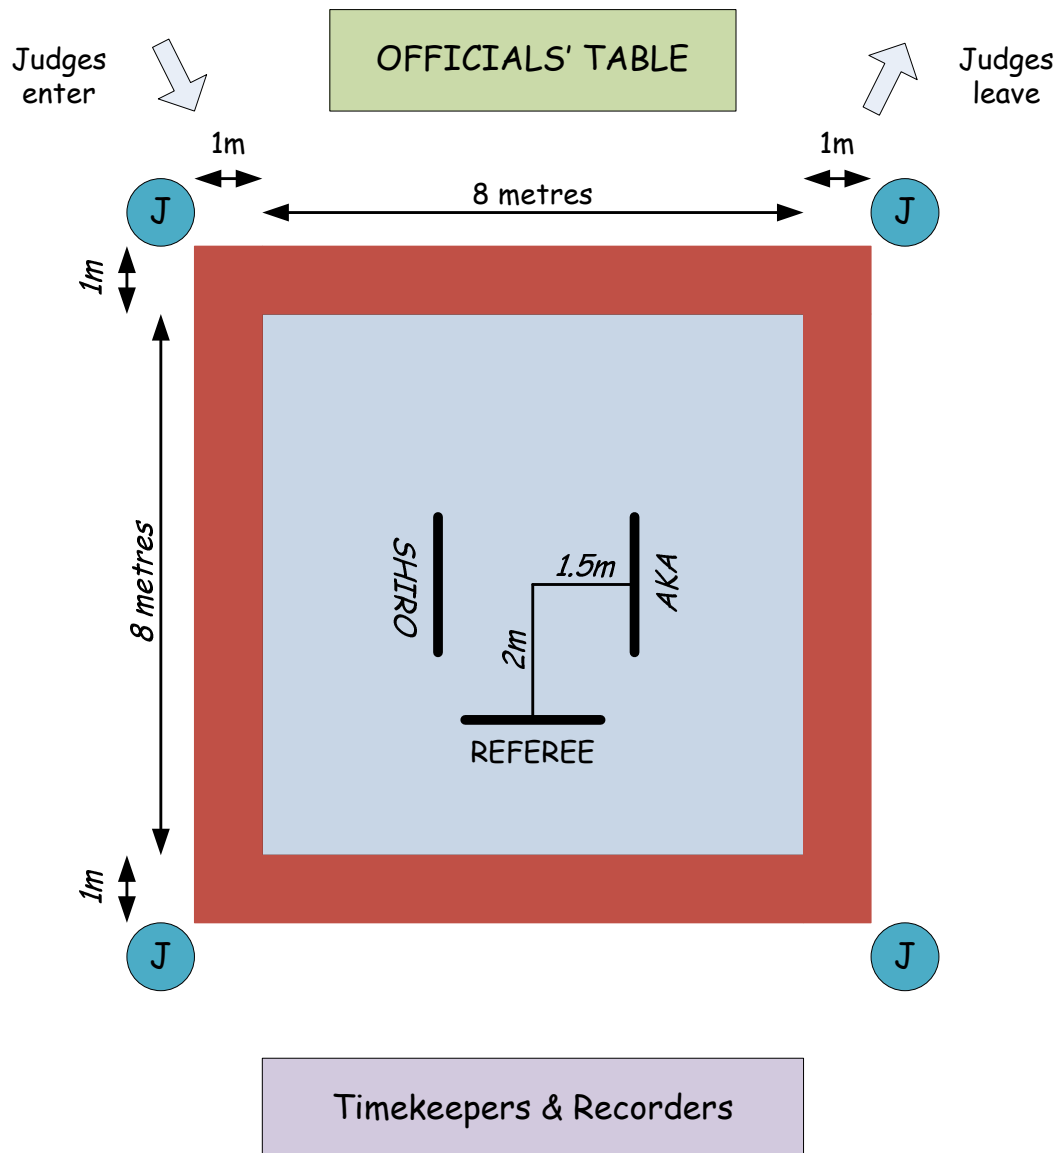 OFFICIALS' TABLE
Judges
enter
Judges
leave
1m
1m
8 metres
J
J
1m
8 metres
SHIRO
1.5m
AKA
2m
REFEREE
1m
J
J
Timekeepers & Recorders